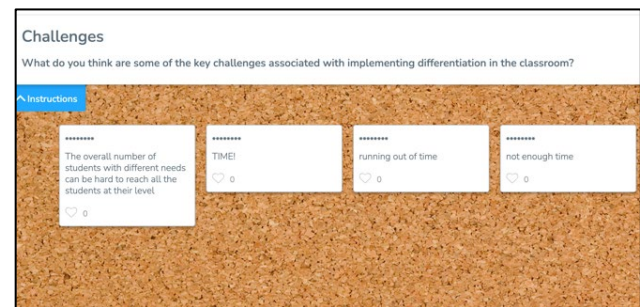 Challenges
What do you think are some of the key challenges associated with implementing differentiation in the classroom?
Instructions
********
The overall number of
students with different needs
can be hard to reach all the
students at their level
0
********
TIME!
0
********
running out of time
0
********
not enough time
0